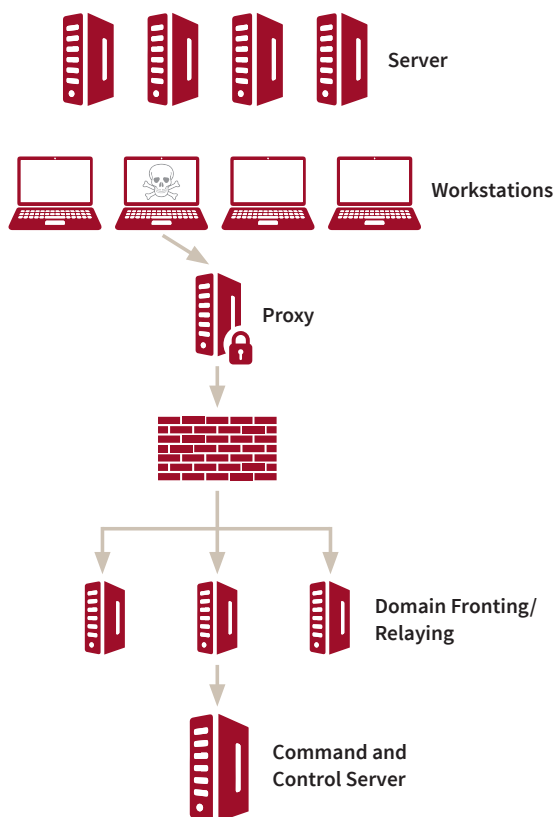 Server
Workstations
Proxy
Domain Fronting/
Relaying
Command and
Control Server